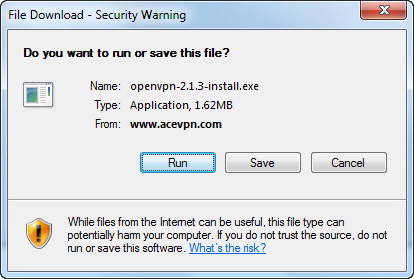 File Download - Security Warning
Do you want to run or save this file?
Name: openvpn-2.1.3-install.exe
Type: Application, 1.62MB
From: www.acevpn.com
Run Save Cancel
While files from the Internet can be useful, this file type can
potentially harm your computer. If you do not trust the source, do not
run or save this software. What's the risk?